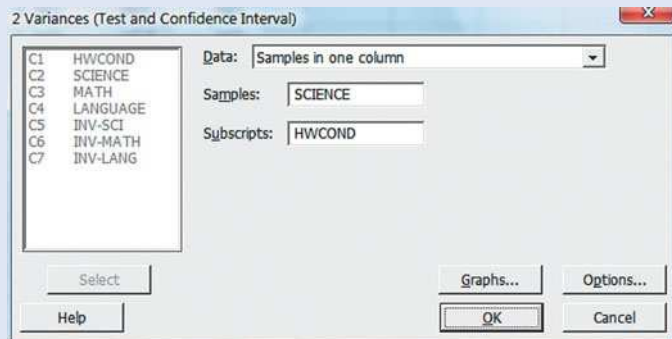 2 Variances (Test and Confidence Interval)
C1 HWCOND
C2 SCIENCE
C3 MATH
C4 LANGUAGE
C5 INV-SCI
C6 INV-MATH
C7 INV-LANG
Data: Samples in one column
Samples: SCIENCE
Subscripts: HWCOND
Select
Graphs... Options...
Help OK Cancel